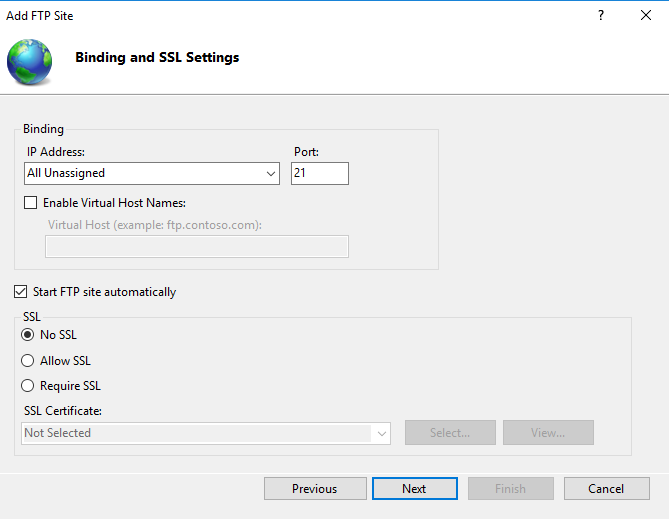 Add FTP Site
?
Binding and SSL Settings
Binding
IP Address: Port:
All Unassigned 21
Enable Virtual Host Names:
Virtual Host (example: ftp.contoso.com):
Start FTP site automatically
SSL
No SSL
Allow SSL
Require SSL
SSL Certificate:
Not Selected Select... View...
Previous Next Finish Cancel